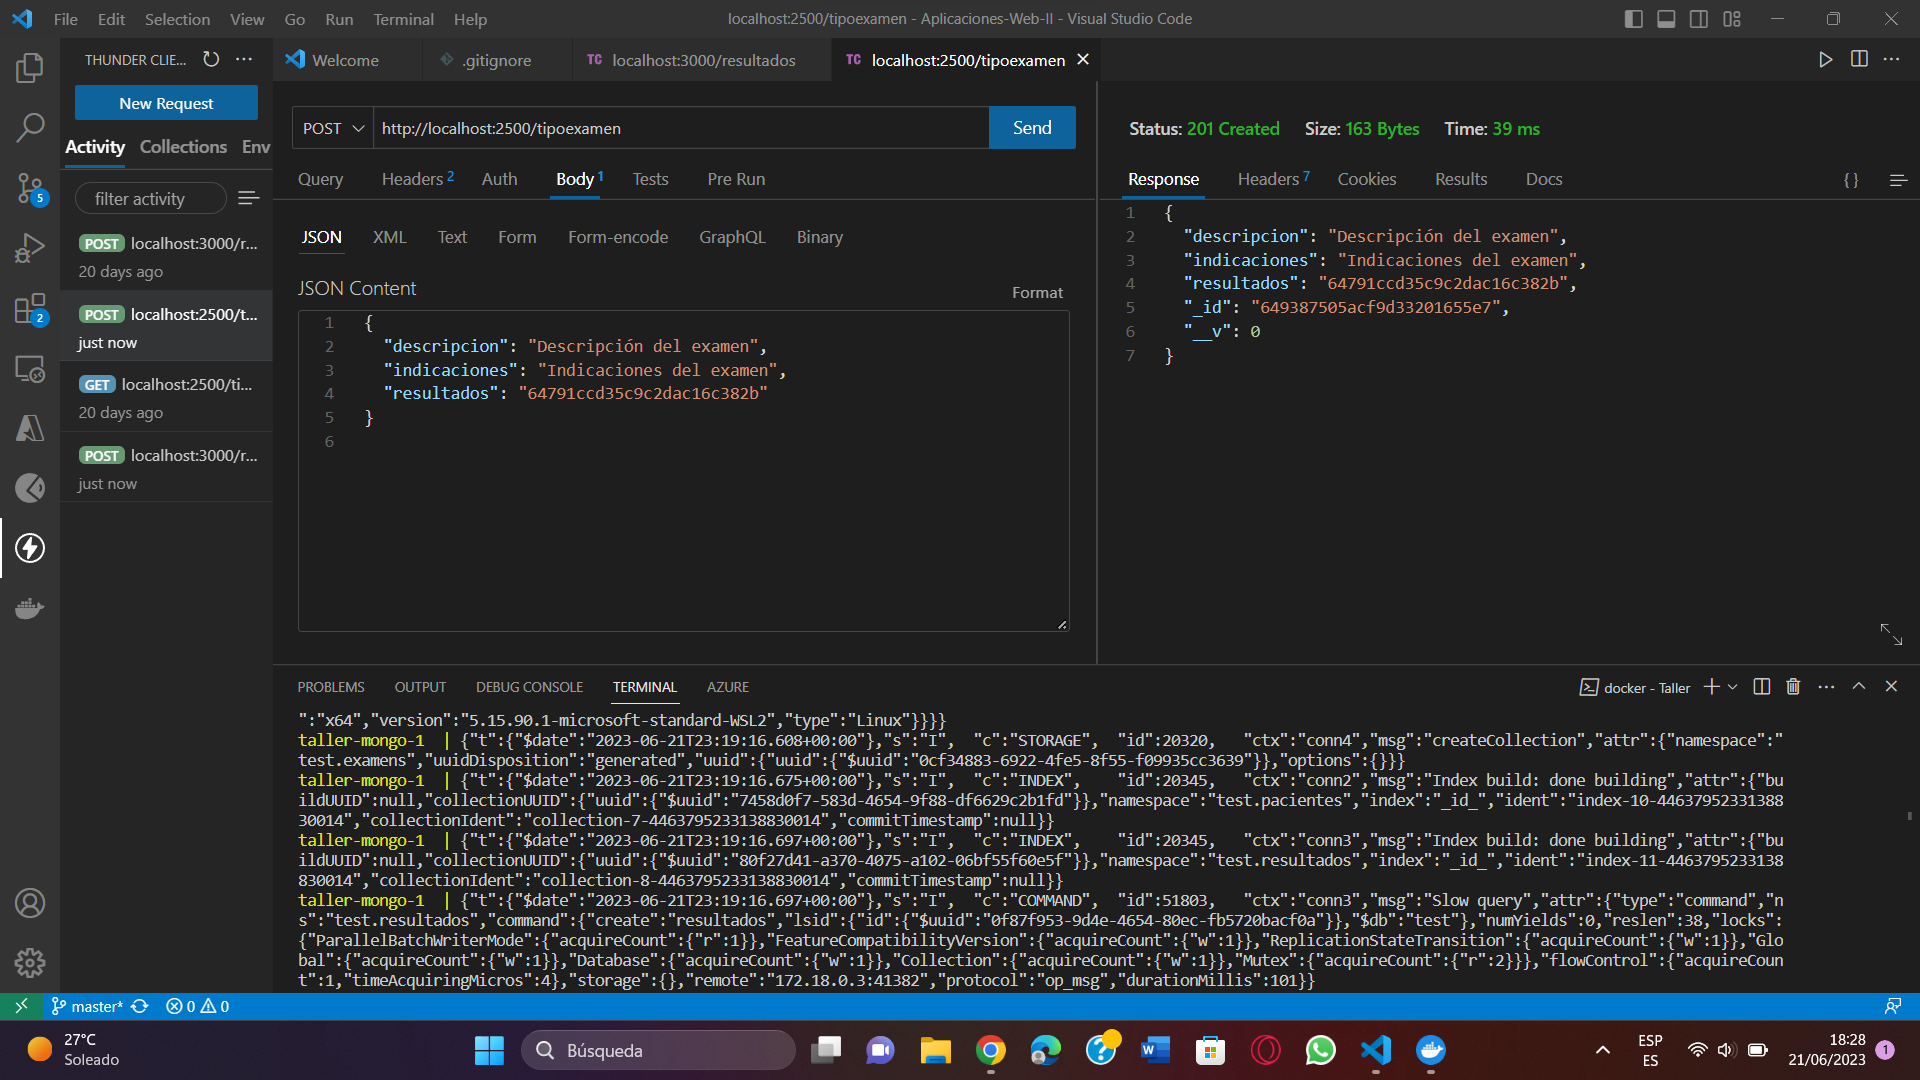 File Edit Selection View Go Run Terminal Help
localhost:2500/tipoexamen - Aplicaciones-Web-II - Visual Studio Code
THUNDER CLIE...
New Request
Activity Collections Env
filter activity
POST localhost:3000/r...
20 days ago
POST localhost:2500/t...
just now
GET localhost:2500/ti...
20 days ago
POST localhost:3000/r...
just now
5
2
Welcome
.gitignore
TC localhost:3000/resultados
TC localhost:2500/tipoexamen
POST http://localhost:2500/tipoexamen Send
Query Headers 2 Auth Body 1 Tests Pre Run
JSON XML Text Form Form-encode GraphQL Binary
JSON Content
Format
1 {
2 "descripcion": "Descripción del examen",
3 "indicaciones": "Indicaciones del examen",
4 "resultados": "64791ccd35c9c2dac16c382b"
5 }
6
Status: 201 Created Size: 163 Bytes Time: 39 ms
Response Headers 7 Cookies Results Docs
{ }
1 {
2 "descripcion": "Descripción del examen",
3 "indicaciones": "Indicaciones del examen",
4 "resultados": "64791ccd35c9c2dac16c382b",
5 "_id": "649387505acf9d33201655e7",
6 "__v": 0
7 }
PROBLEMS OUTPUT DEBUG CONSOLE TERMINAL AZURE
docker - Taller
":"x64","version":"5.15.90.1-microsoft-standard-WSL2","type":"Linux"}}}}
taller-mongo-1 | {"t":{"$date":"2023-06-21T23:19:16.608+00:00"},"s":"I", "c":"STORAGE", "id":20320, "ctx":"conn4","msg":"createCollection","attr":{"namespace":"
test.examens","uuidDisposition":"generated","uuid":{"uuid":{"$uuid":"0cf34883-6922-4fe5-8f55-f09935cc3639"}},"options":{}}}
taller-mongo-1 | {"t":{"$date":"2023-06-21T23:19:16.675+00:00"},"s":"I", "c":"INDEX", "id":20345, "ctx":"conn2","msg":"Index build: done building","attr":{"bu
ildUUID":null,"collectionUUID":{"uuid":{"$uuid":"7458d0f7-583d-4654-9f88-df6629c2b1fd"}},"namespace":"test.pacientes","index":"_id_","ident":"index-10-44637952331388
30014","collectionIdent":"collection-7-4463795233138830014","commitTimestamp":null}}
taller-mongo-1 | {"t":{"$date":"2023-06-21T23:19:16.697+00:00"},"s":"I", "c":"INDEX", "id":20345, "ctx":"conn3","msg":"Index build: done building","attr":{"bu
ildUUID":null,"collectionUUID":{"uuid":{"$uuid":"80f27d41-a370-4075-a102-06bf55f60e5f"}},"namespace":"test.resultados","index":"_id_","ident":"index-11-4463795233138
830014","collectionIdent":"collection-8-4463795233138830014","commitTimestamp":null}}
taller-mongo-1 | {"t":{"$date":"2023-06-21T23:19:16.697+00:00"},"s":"I", "c":"COMMAND", "id":51803, "ctx":"conn3","msg":"Slow query","attr":{"type":"command","n
s":"test.resultados","command":{"create":"resultados","lsid":{"id":{"$uuid":"0f87f953-9d4e-4654-80ec-fb5720bacf0a"}},"$db":"test"},"numYields":0,"reslen":38,"locks":
{"ParallelBatchWriterMode":{"acquireCount":{"r":1}},"FeatureCompatibilityVersion":{"acquireCount":{"w":1}},"ReplicationStateTransition":{"acquireCount":{"w":1}},"Glo
bal":{"acquireCount":{"w":1}},"Database":{"acquireCount":{"w":1}},"Collection":{"acquireCount":{"w":1}},"Mutex":{"acquireCount":{"r":2}}},"flowControl":{"acquireCoun
t":1,"timeAcquiringMicros":4},"storage":{},"remote":"172.18.0.3:41382","protocol":"op_msg","durationMillis":101}}
master* 0 0
27°C
Soleado
Búsqueda
ESP
ES
18:28
21/06/2023
1